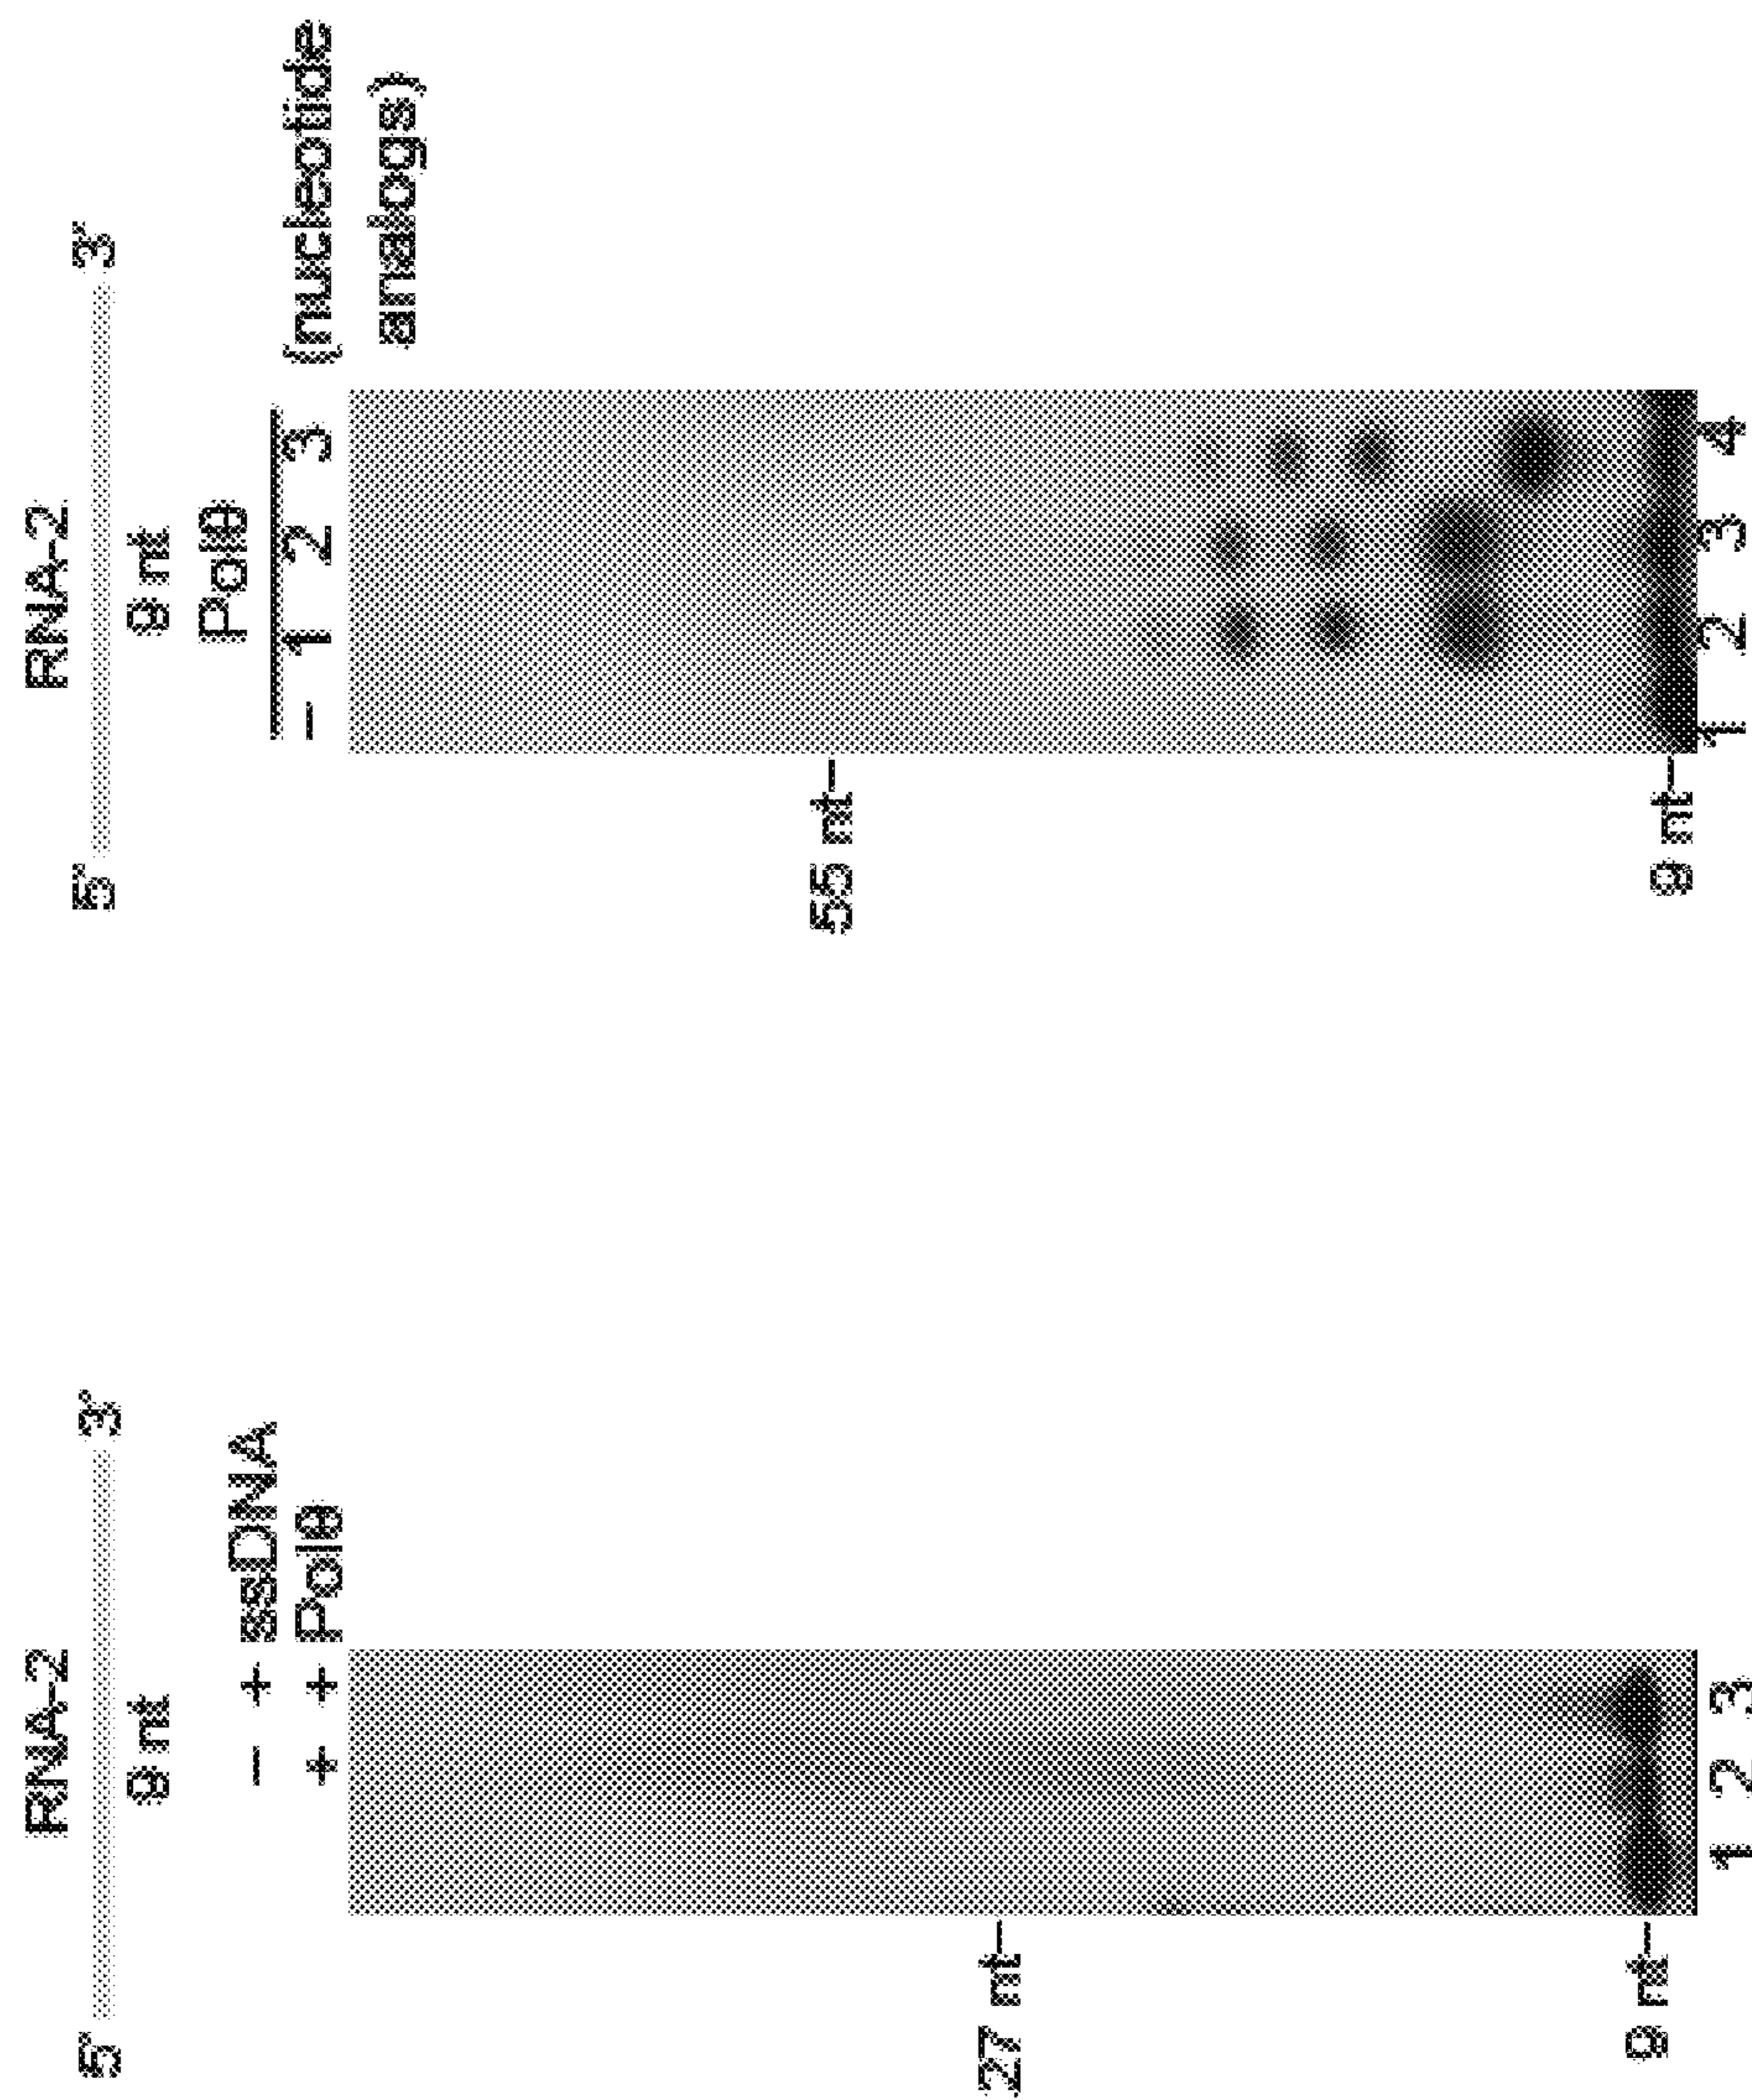 RNA-2
5' 3'
9 nt
- + ssDNA
+ + Polθ
27 nt
9 nt
1 2 3
RNA-2
5' 3'
9 nt
Polθ
- 1 2 3 (nucleotide
analogs)
55 nt
9 nt
1 2 3 4